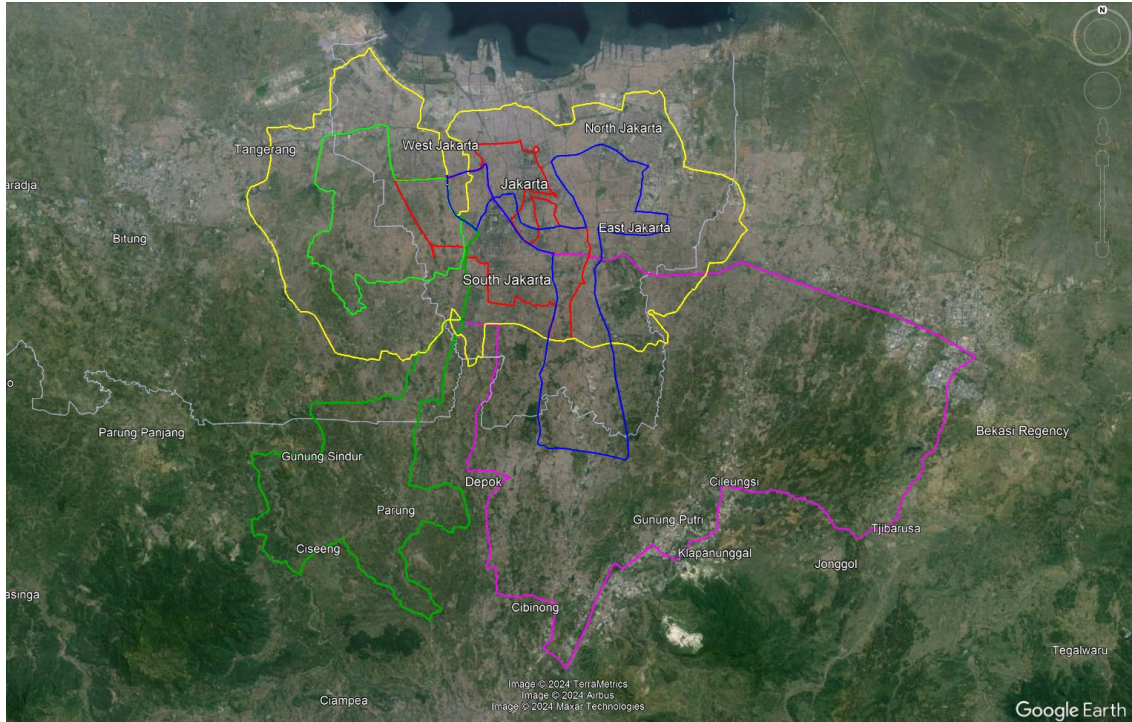 N
North Jakarta
West Jakarta
Tangerang
Jakarta
aradja
East Jakarta
Bitung
South Jakarta
o
Parung Panjang
Bekasi Regency
Gunung Sindur
Depok
Cileungsi
Parung
Gunung Putri
Tjibarusa
Ciseeng
Klapanunggal
Jonggol
asinga
Cibinong
Tegalwaru
Image © 2024 TerraMetrics
Image © 2024 Airbus
Image © 2024 Maxar Technologies
Ciampea
Google Earth